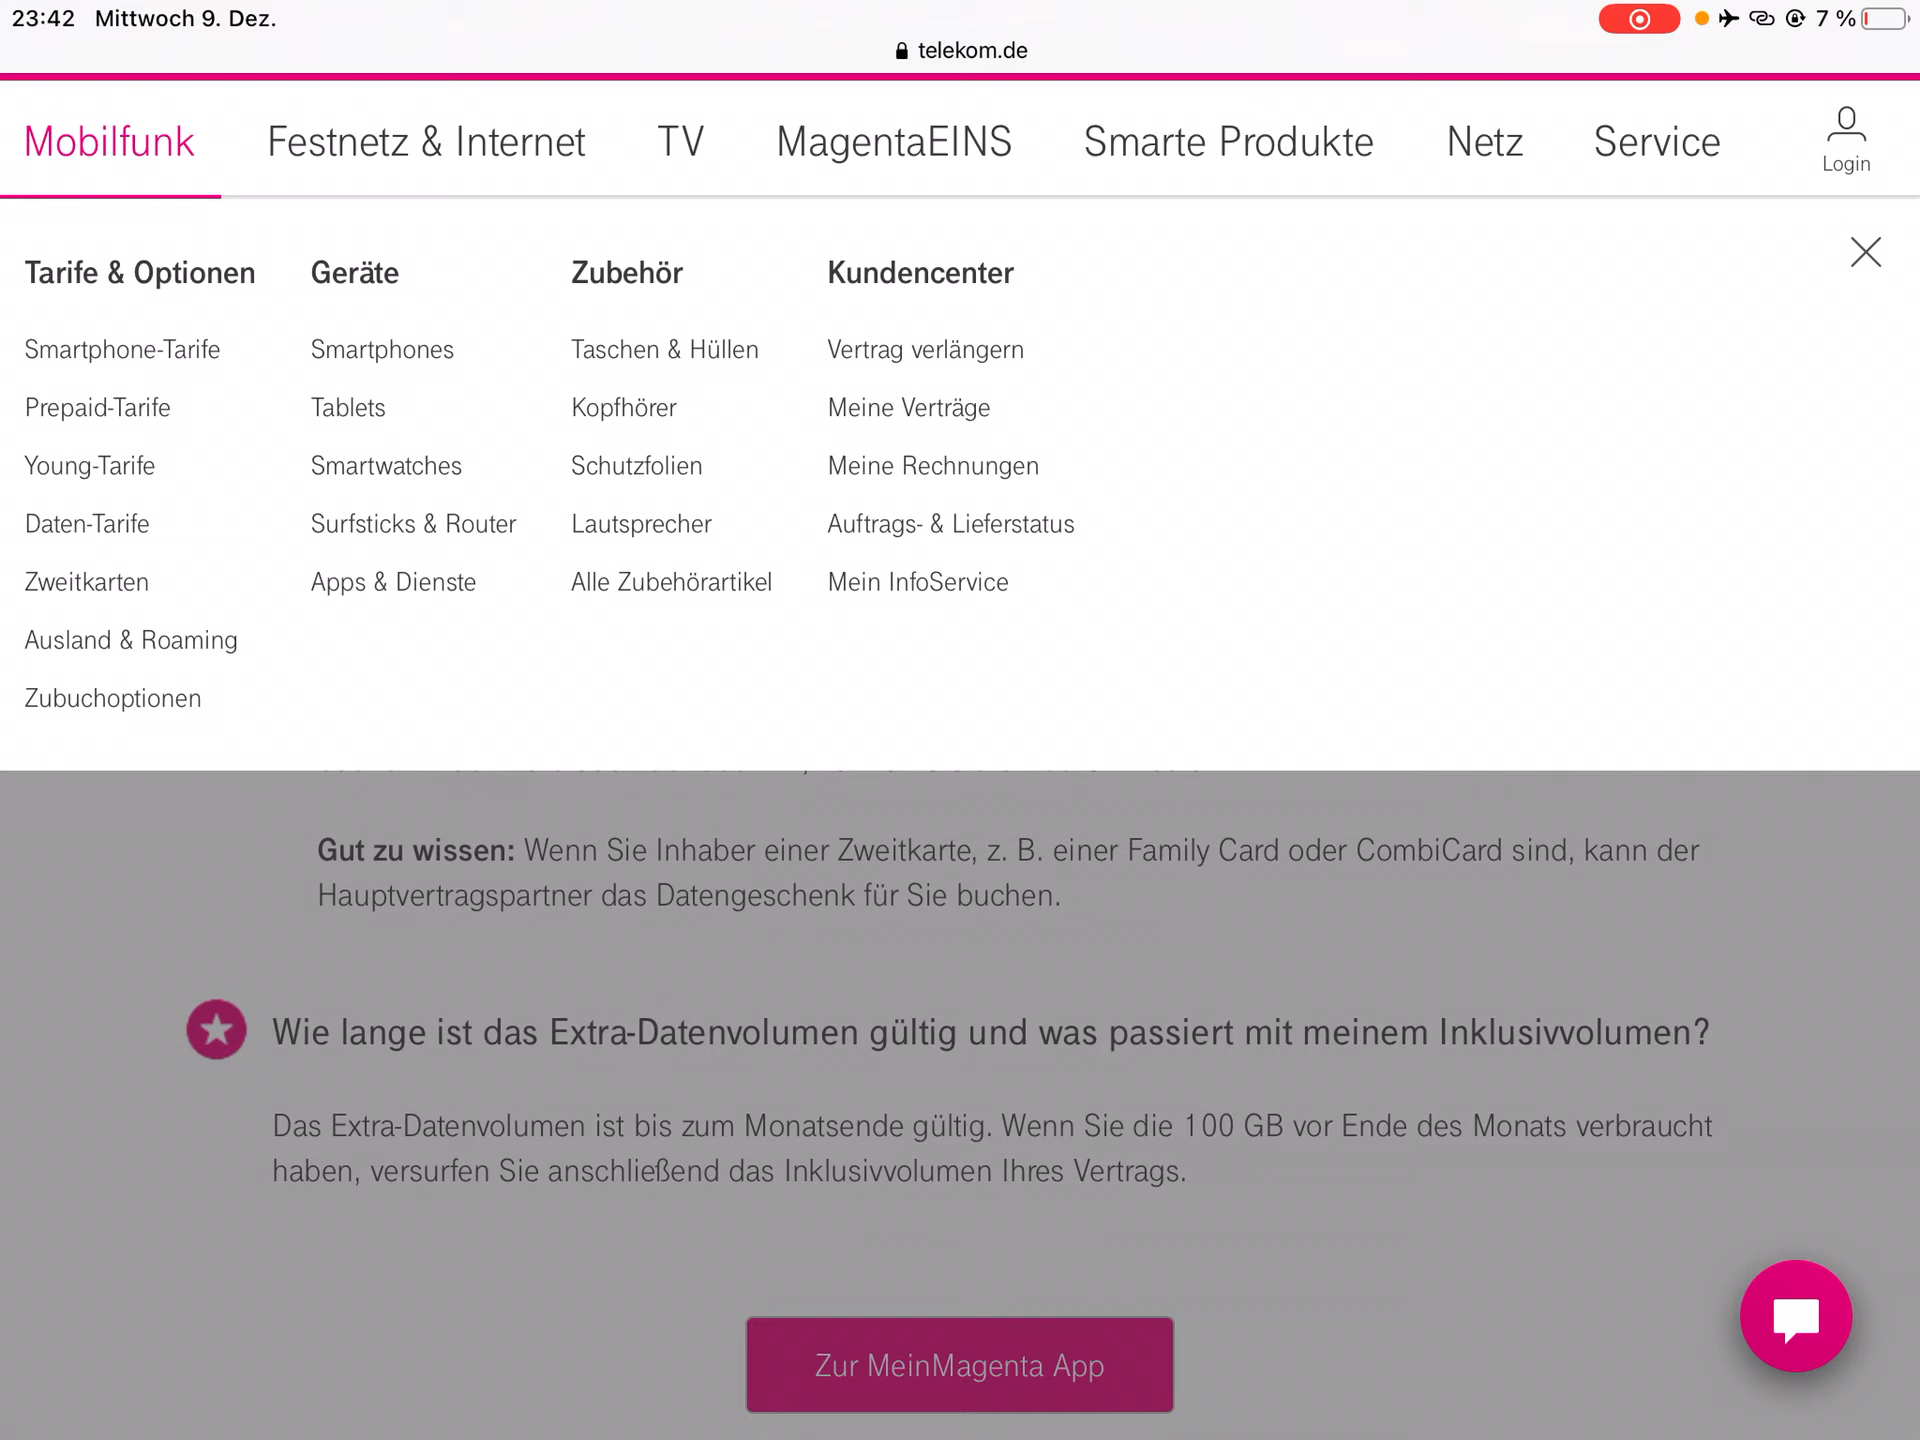 23:42 Mittwoch 9. Dez.
7 %
telekom.de
Mobilfunk Festnetz & Internet TV MagentaEINS Smarte Produkte Netz Service
Login
Tarife & Optionen
Smartphone-Tarife
Prepaid-Tarife
Young-Tarife
Daten-Tarife
Zweitkarten
Ausland & Roaming
Zubuchoptionen
Geräte
Smartphones
Tablets
Smartwatches
Surfsticks & Router
Apps & Dienste
Zubehör
Taschen & Hüllen
Kopfhörer
Schutzfolien
Lautsprecher
Alle Zubehörartikel
Kundencenter
Vertrag verlängern
Meine Verträge
Meine Rechnungen
Auftrags- & Lieferstatus
Mein InfoService
Gut zu wissen: Wenn Sie Inhaber einer Zweitkarte, z. B. einer Family Card oder CombiCard sind, kann der
Hauptvertragspartner das Datengeschenk für Sie buchen.
Wie lange ist das Extra-Datenvolumen gültig und was passiert mit meinem Inklusivvolumen?
Das Extra-Datenvolumen ist bis zum Monatsende gültig. Wenn Sie die 100 GB vor Ende des Monats verbraucht
haben, versurfen Sie anschließend das Inklusivvolumen Ihres Vertrags.
Zur MeinMagenta App